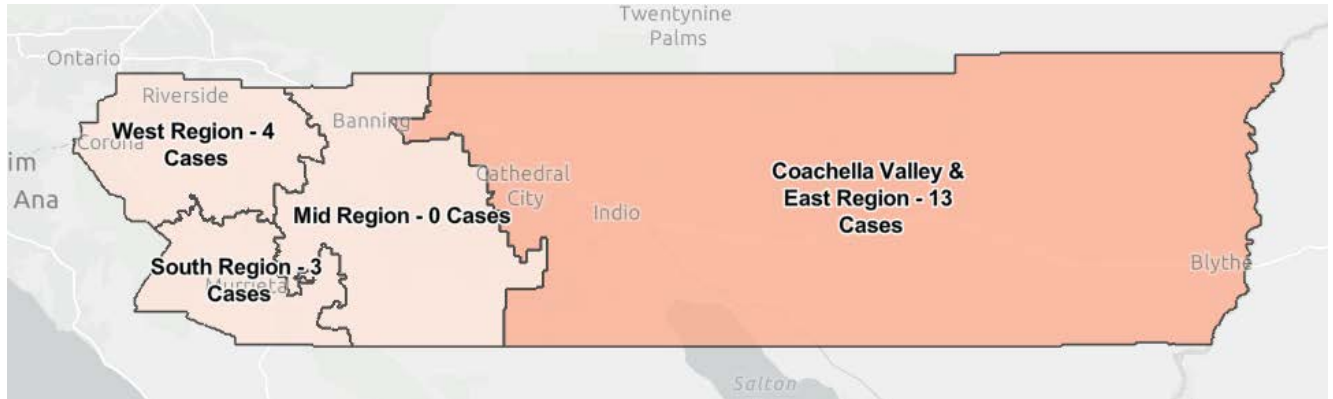 Twentynine
Palms
Ontario
Riverside
Banning
West Region - 4
Cases
Corona
im
Ana
Cathedral
City
Coachella Valley &
East Region - 13
Cases
Mid Region - 0 Cases
Indio
South Region - 3
Cases
Murrieta
Blythe
Salton